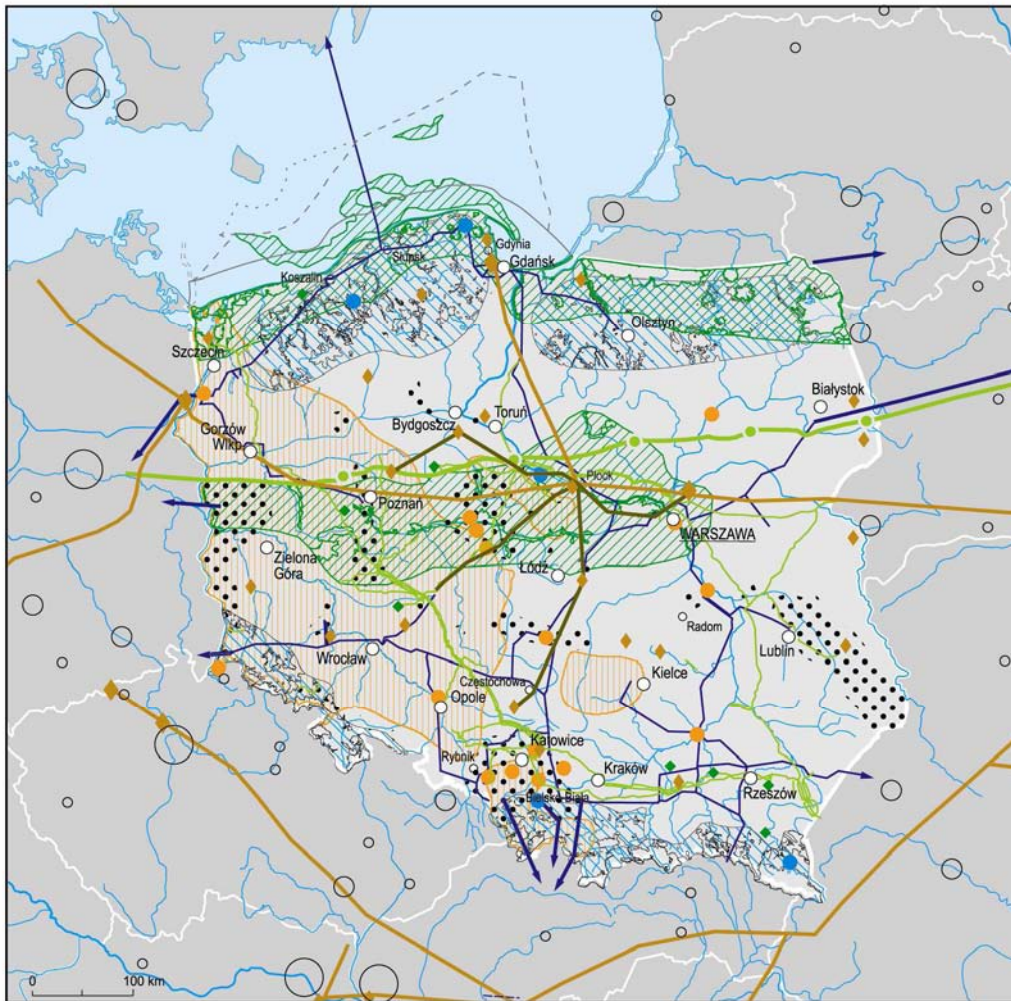 Gdynia
Gdańsk
Słupsk
Koszalin
Olsztyn
Szczecin
Białystok
Toruń
Bydgoszcz
Gorzów
Wlkp.
Płock
Poznań
WARSZAWA
Zielona
Góra
Łódź
Radom
Lublin
Wrocław
Kielce
Częstochowa
Opole
Katowice
Rybnik
Kraków
Rzeszów
Bielsko-Biała
0 100 km